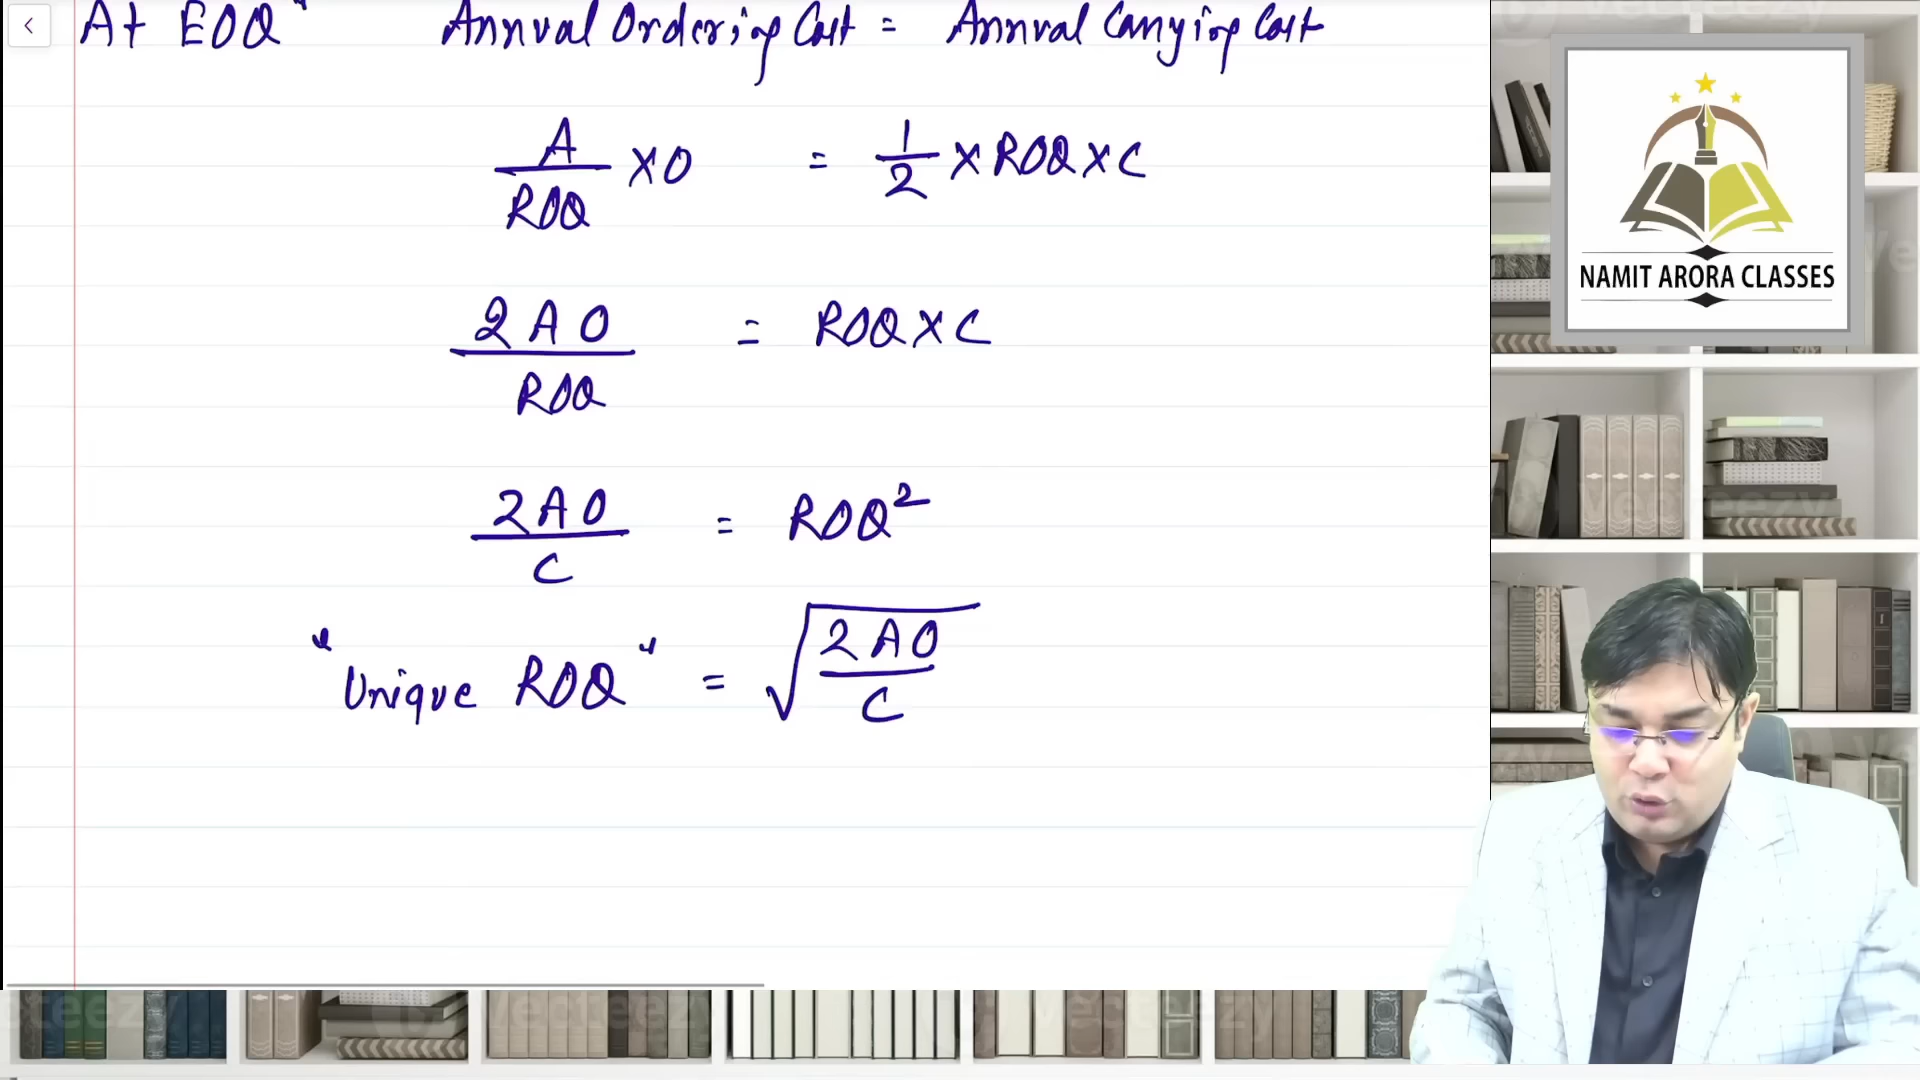 At EOQ" Annual Ordering Cost = Annual Carrying Cost
A/ROQ × O = 1/2 × ROQ × C
2AO/ROQ = ROQ × C
2AO/C = ROQ²
"Unique ROQ" = √(2AO/C)
NAMIT ARORA CLASSES